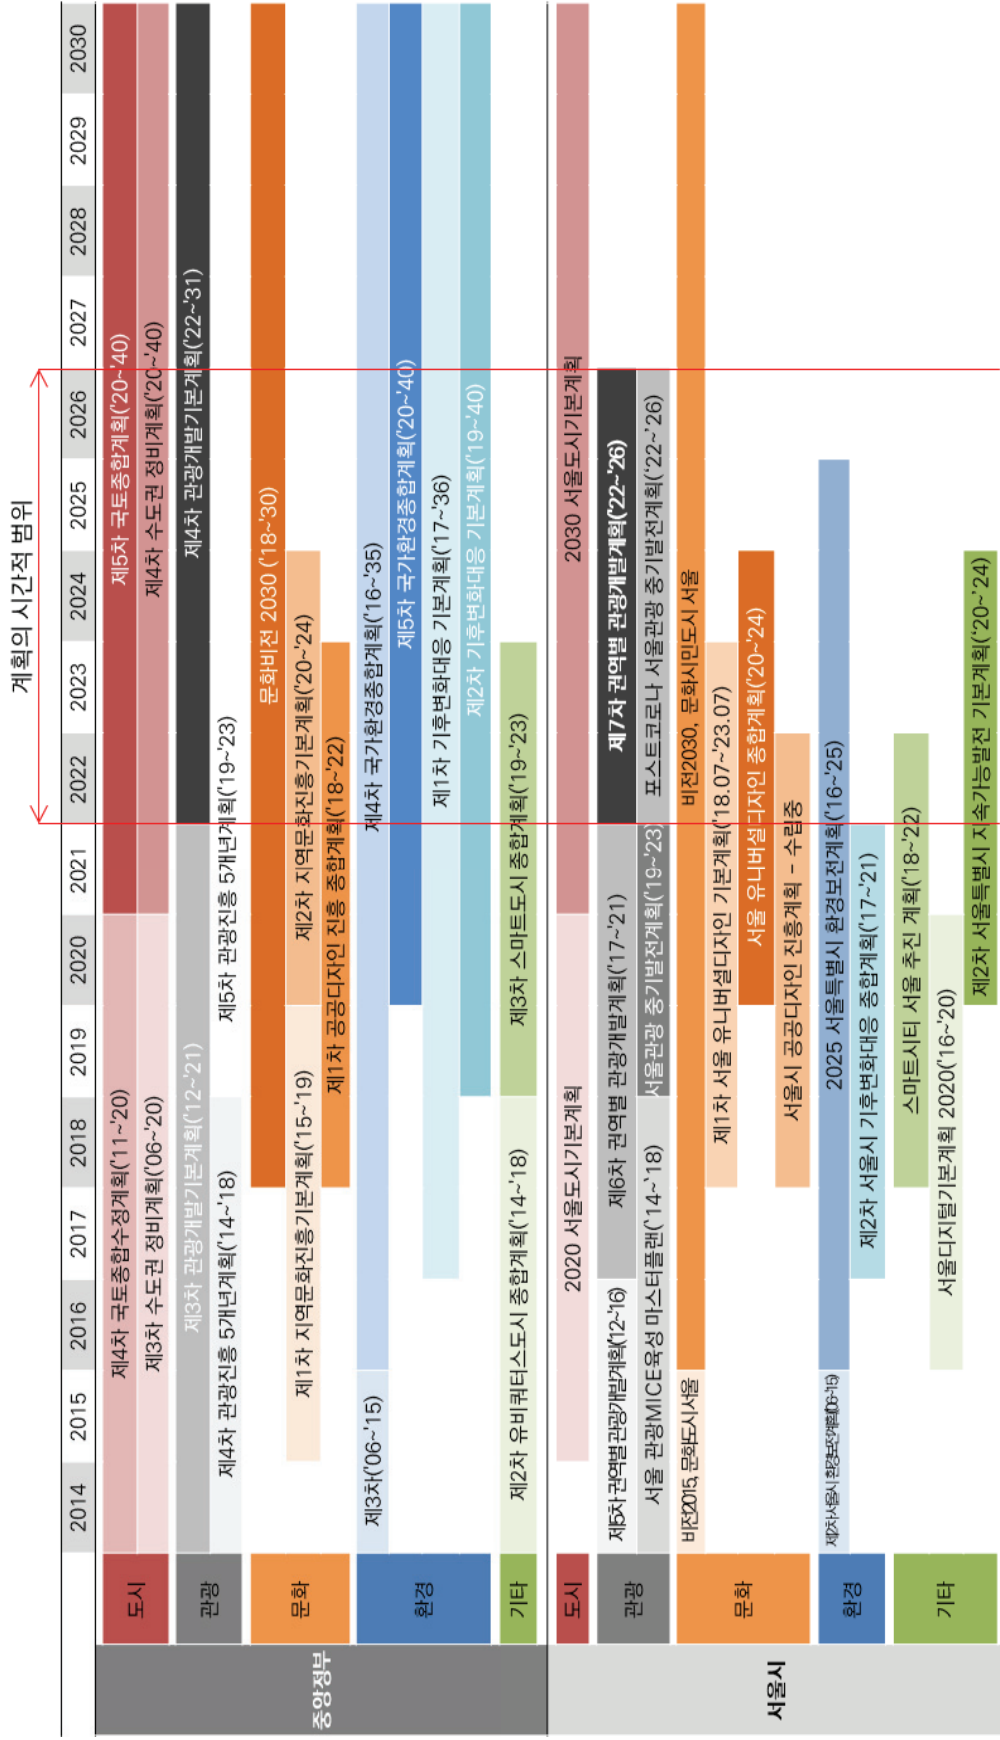 계획의 시간적 범위
2014 2015 2016 2017 2018 2019 2020 2021 2022 2023 2024 2025 2026 2027 2028 2029 2030
중앙정부
도시
제4차 국토종합수정계획('11~'20)
제5차 국토종합계획('20~'40)
제3차 수도권 정비계획('06~'20)
제4차 수도권 정비계획('20~'40)
관광
제3차 관광개발기본계획('12~'21)
제4차 관광개발기본계획('22~'31)
제4차 관광진흥 5개년계획('14~'18)
제5차 관광진흥 5개년계획('19~'23)
문화
문화비전 2030 ('18~'30)
제1차 지역문화진흥기본계획('15~'19)
제2차 지역문화진흥기본계획('20~'24)
제1차 공공디자인 진흥 종합계획('18~'22)
환경
제3차('06~'15)
제4차 국가환경종합계획('16~'35)
제5차 국가환경종합계획('20~'40)
제1차 기후변화대응 기본계획('17~'36)
제2차 기후변화대응 기본계획('19~'40)
기타
제2차 유비쿼터스도시 종합계획('14~'18)
제3차 스마트도시 종합계획('19~'23)
서울시
도시
2020 서울도시기본계획
2030 서울도시기본계획
관광
제5차 권역별 관광개발계획('12~'16)
제6차 권역별 관광개발계획('17~'21)
제7차 권역별 관광개발계획('22~'26)
서울 관광MICE육성 마스터플랜('14~'18)
서울관광 중기발전계획('19~'23)
포스트코로나 서울관광 중기발전계획('22~'26)
문화
비전2015, 문화도시 서울
비전2030, 문화시민도시 서울
제1차 서울 유니버설디자인 기본계획('18.07~'23.07)
서울 유니버설디자인 종합계획('20~'24)
서울시 공공디자인 진흥계획 - 수립중
환경
제2차 서울시 환경보전계획('06~'15)
2025 서울특별시 환경보전계획('16~'25)
제2차 서울시 기후변화대응 종합계획('17~'21)
기타
스마트시티 서울 추진 계획('18~'22)
서울디지털기본계획 2020('16~'20)
제2차 서울특별시 지속가능발전 기본계획('20~'24)